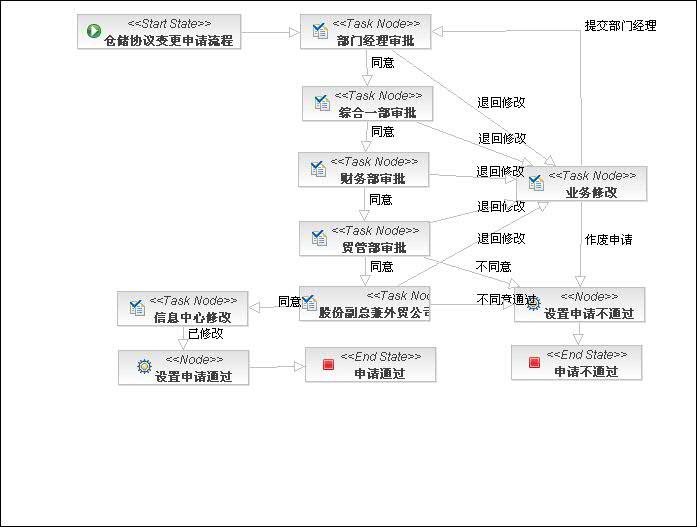 <<Start State>>
仓储协议变更申请流程
<<Task Node>>
部门经理审批
提交部门经理
同意
<<Task Node>>
综合一部审批
退回修改
同意
退回修改
<<Task Node>>
财务部审批
退回修改
<<Task Node>>
业务修改
同意
退回修改
<<Task Node>>
贸管部审批
退回修改
作废申请
同意
不同意
<<Task No
股份副总兼外贸公司
同意
不同意通过
<<Task Node>>
信息中心修改
<<Node>>
设置申请不通过
已修改
<<Node>>
设置申请通过
<<End State>>
申请通过
<<End State>>
申请不通过